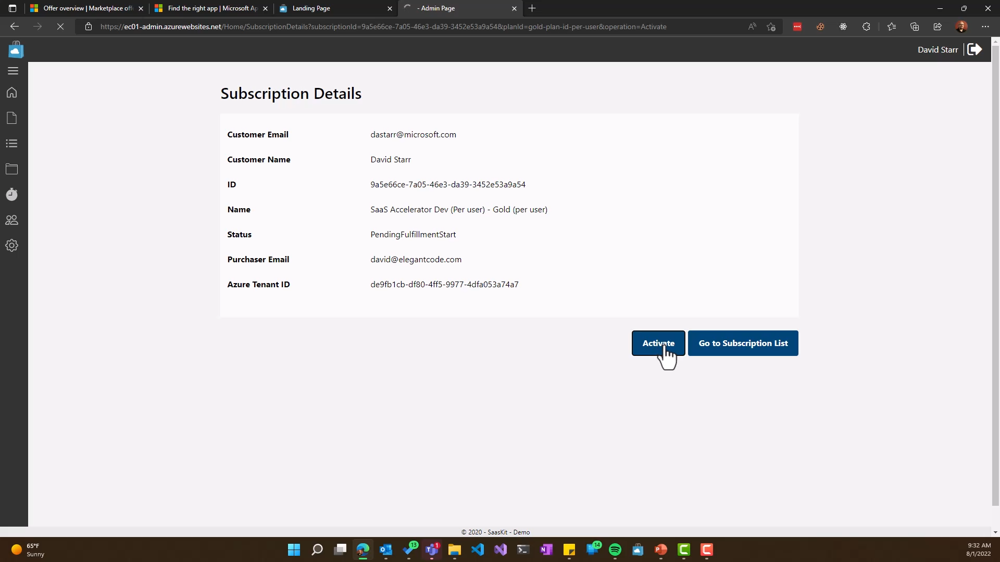 Offer overview | Marketplace off
Find the right app | Microsoft Ap
Landing Page
- Admin Page
https://ec01-admin.azurewebsites.net/Home/SubscriptionDetails?subscriptionId=9a5e66ce-7a05-46e3-da39-3452e53a9a54&planId=gold-plan-id-per-user&operation=Activate
David Starr
Subscription Details
Customer Email dastarr@microsoft.com
Customer Name David Starr
ID 9a5e66ce-7a05-46e3-da39-3452e53a9a54
Name SaaS Accelerator Dev (Per user) - Gold (per user)
Status PendingFulfillmentStart
Purchaser Email david@elegantcode.com
Azure Tenant ID de9fb1cb-df80-4ff5-9977-4dfa053a74a7
Activate Go to Subscription List
© 2020 - SaasKit - Demo
65°F
Sunny
13
1
14
9:32 AM
8/1/2022